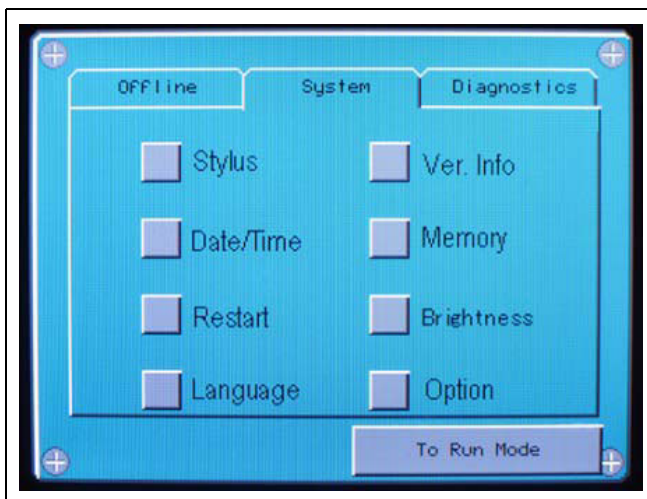 Offline System Diagnostics
Stylus Ver. Info
Date/Time Memory
Restart Brightness
Language Option
To Run Mode